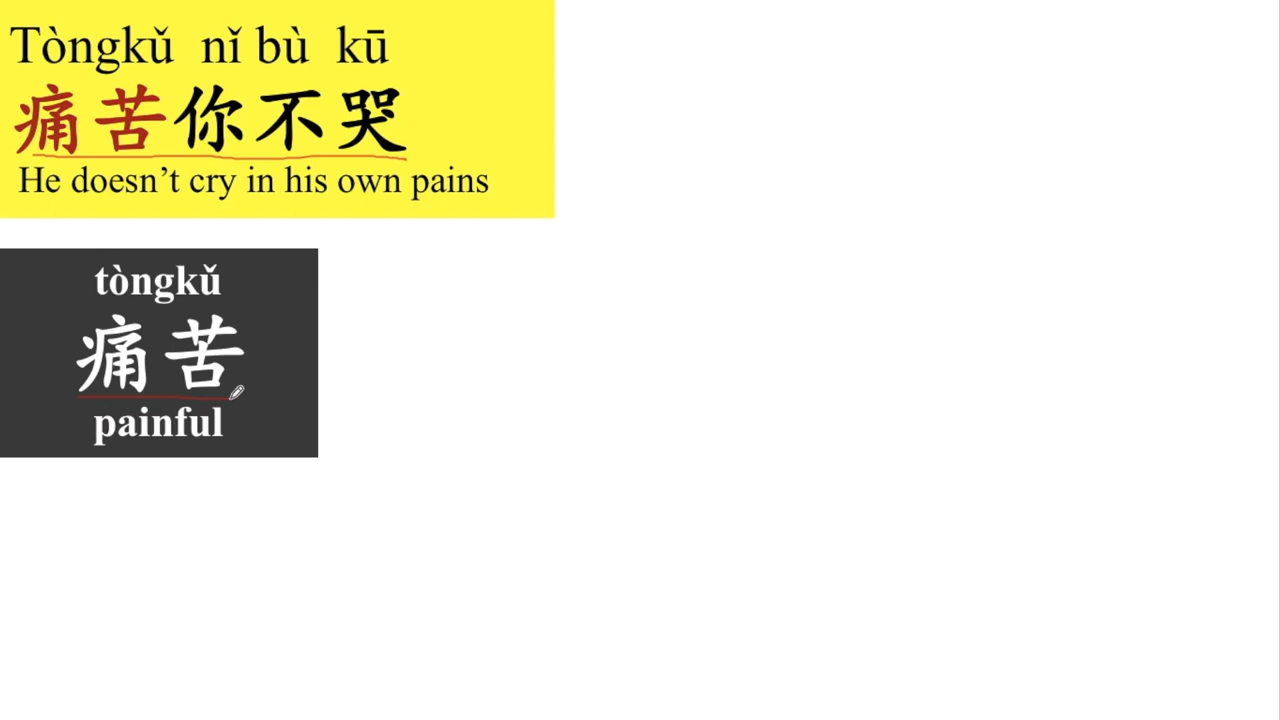 Tòngkǔ nǐ bù kū
痛苦你不哭
He doesn’t cry in his own pains
tòngkǔ
痛苦
painful